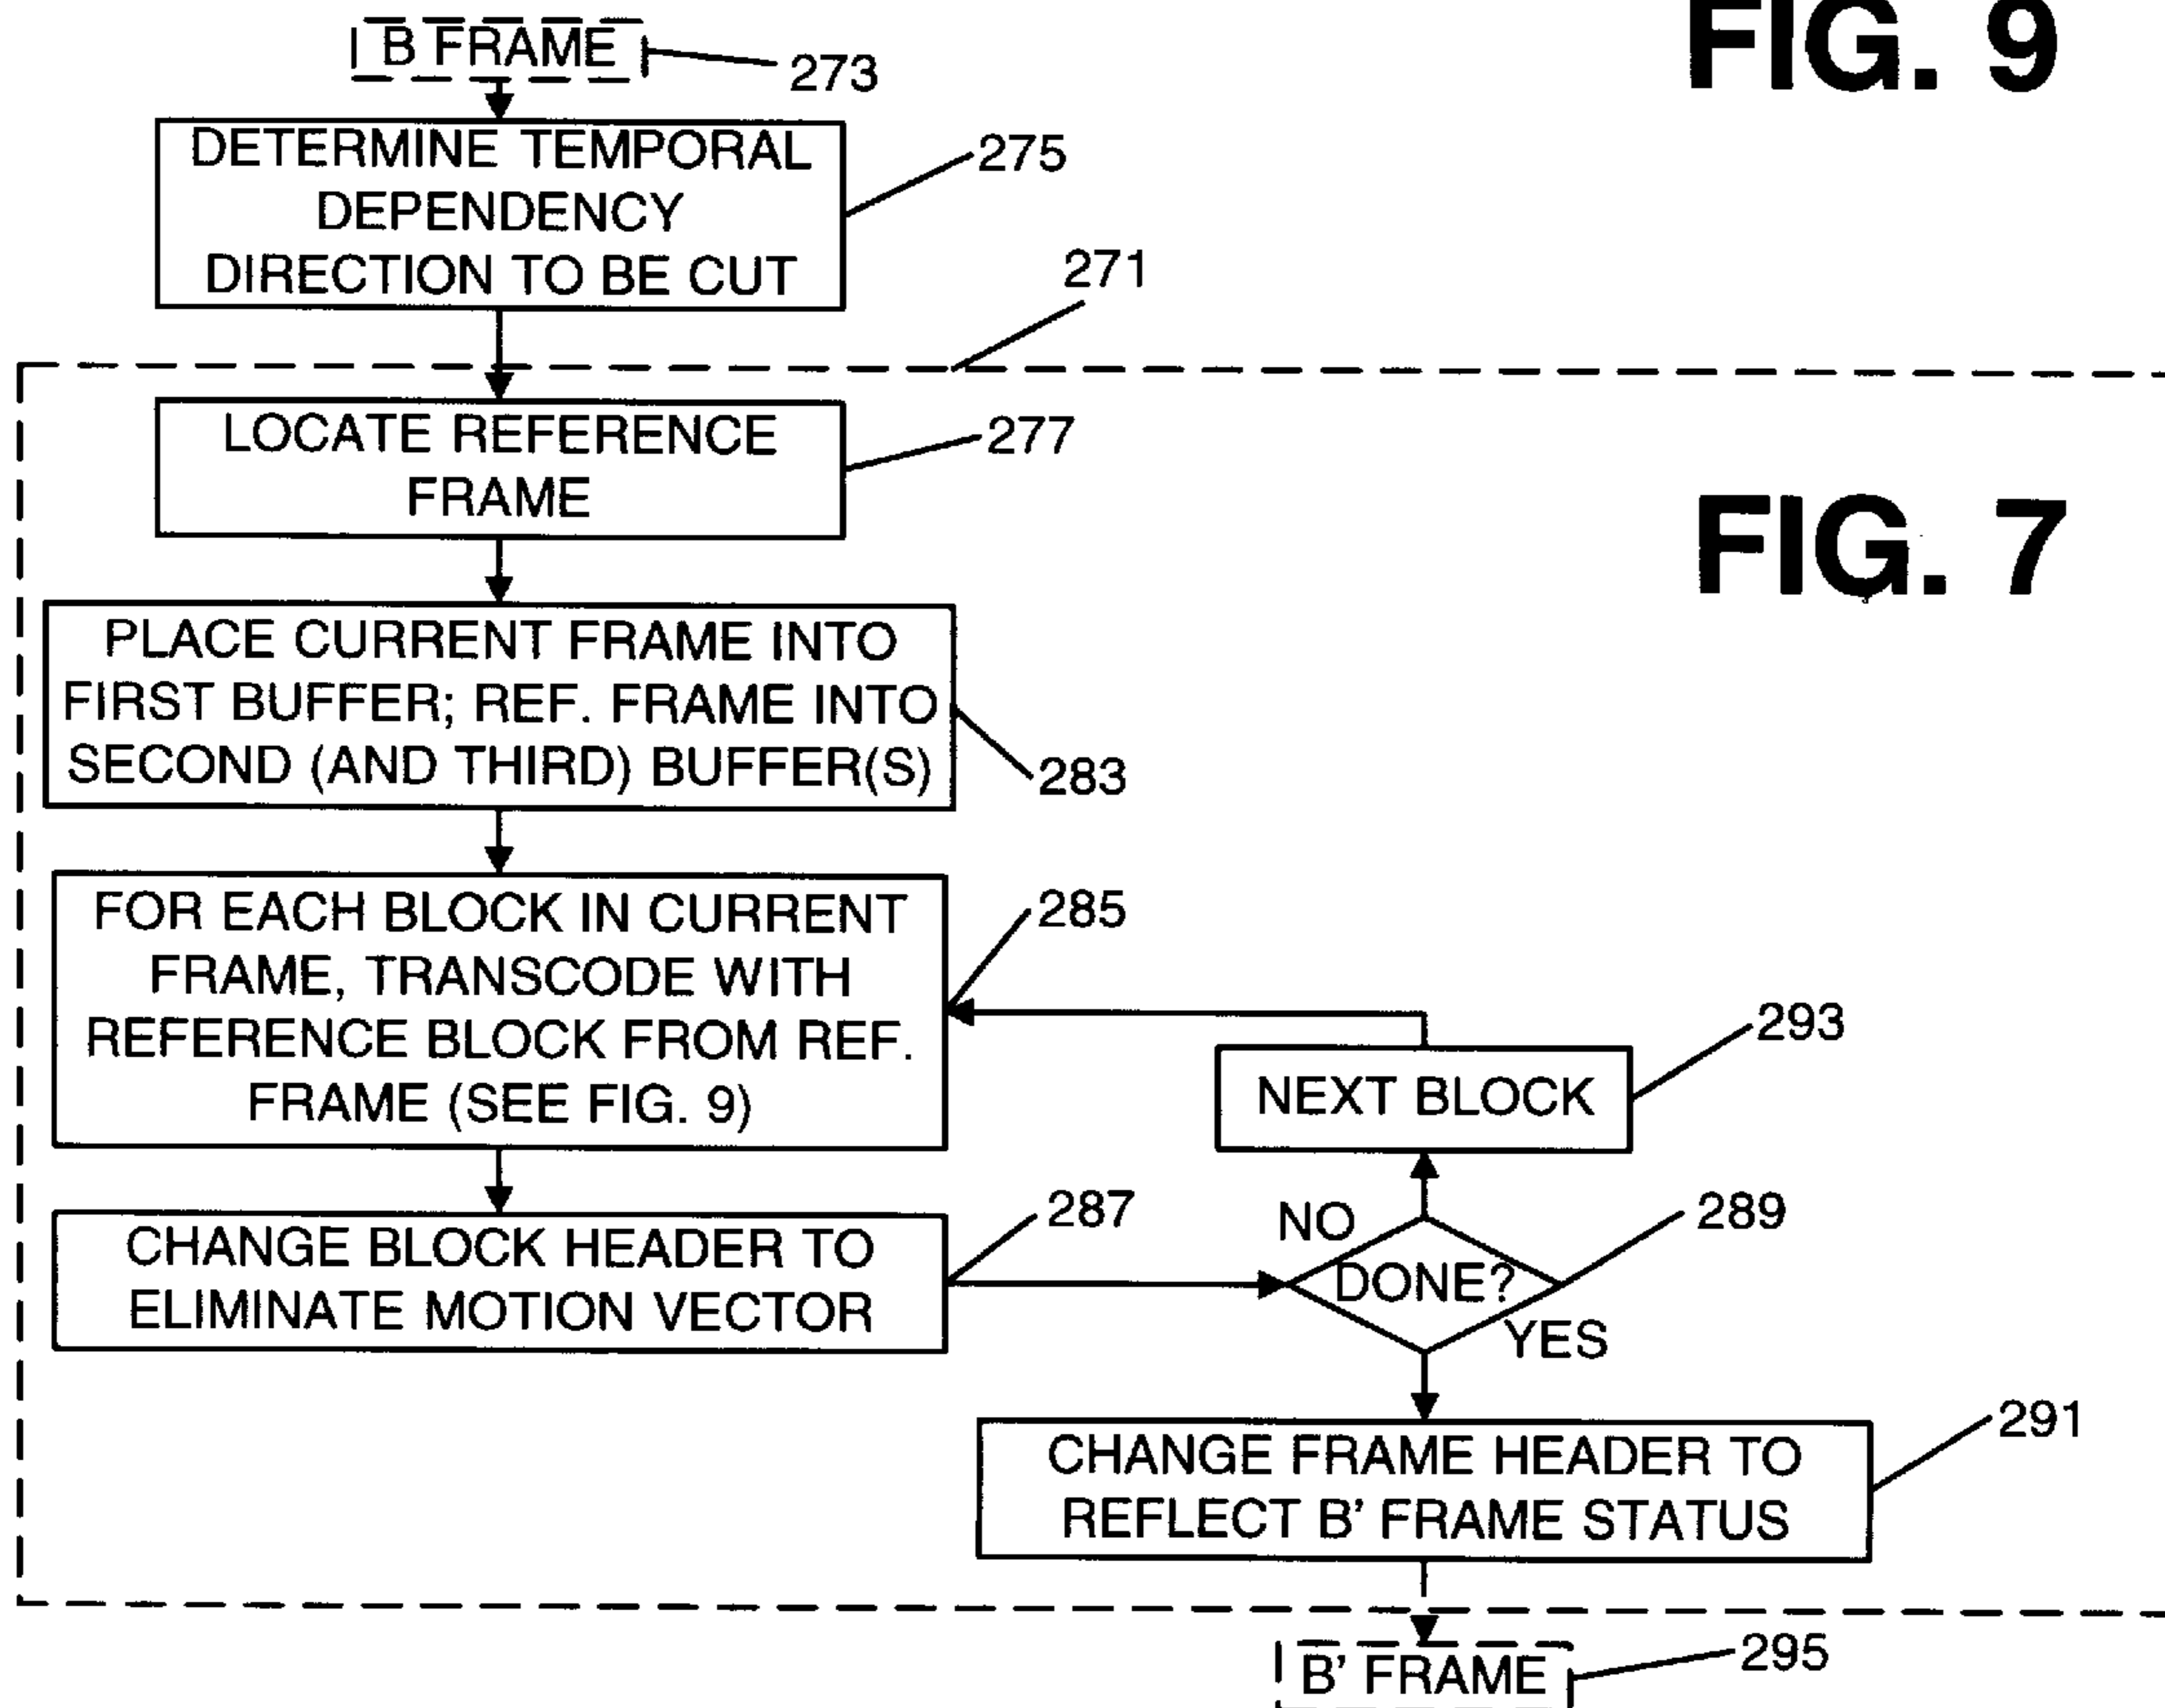 FIG. 9
B FRAME
273
DETERMINE TEMPORAL
DEPENDENCY
DIRECTION TO BE CUT
275
271
LOCATE REFERENCE
FRAME
277
FIG. 7
PLACE CURRENT FRAME INTO
FIRST BUFFER; REF. FRAME INTO
SECOND (AND THIRD) BUFFER(S)
283
FOR EACH BLOCK IN CURRENT
FRAME, TRANSCODE WITH
REFERENCE BLOCK FROM REF.
FRAME (SEE FIG. 9)
285
NEXT BLOCK
293
CHANGE BLOCK HEADER TO
ELIMINATE MOTION VECTOR
287
NO
DONE?
289
YES
CHANGE FRAME HEADER TO
REFLECT B' FRAME STATUS
291
B' FRAME
295